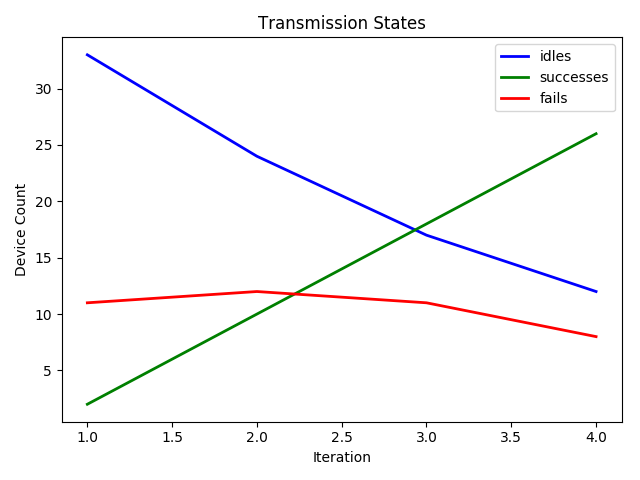 Transmission States
idles
successes
fails
Device Count
30
25
20
15
10
5
1.0 1.5 2.0 2.5 3.0 3.5 4.0
Iteration